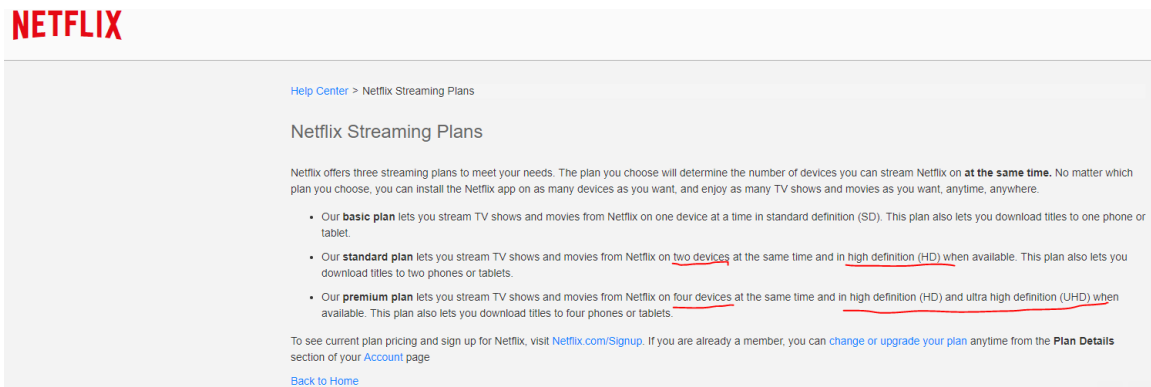 NETFLIX
Help Center > Netflix Streaming Plans
Netflix Streaming Plans
Netflix offers three streaming plans to meet your needs. The plan you choose will determine the number of devices you can stream Netflix on at the same time. No matter which
plan you choose, you can install the Netflix app on as many devices as you want, and enjoy as many TV shows and movies as you want, anytime, anywhere.
• Our basic plan lets you stream TV shows and movies from Netflix on one device at a time in standard definition (SD). This plan also lets you download titles to one phone or
tablet.
• Our standard plan lets you stream TV shows and movies from Netflix on two devices at the same time and in high definition (HD) when available. This plan also lets you
download titles to two phones or tablets.
• Our premium plan lets you stream TV shows and movies from Netflix on four devices at the same time and in high definition (HD) and ultra high definition (UHD) when
available. This plan also lets you download titles to four phones or tablets.
To see current plan pricing and sign up for Netflix, visit Netflix.com/Signup. If you are already a member, you can change or upgrade your plan anytime from the Plan Details
section of your Account page
Back to Home